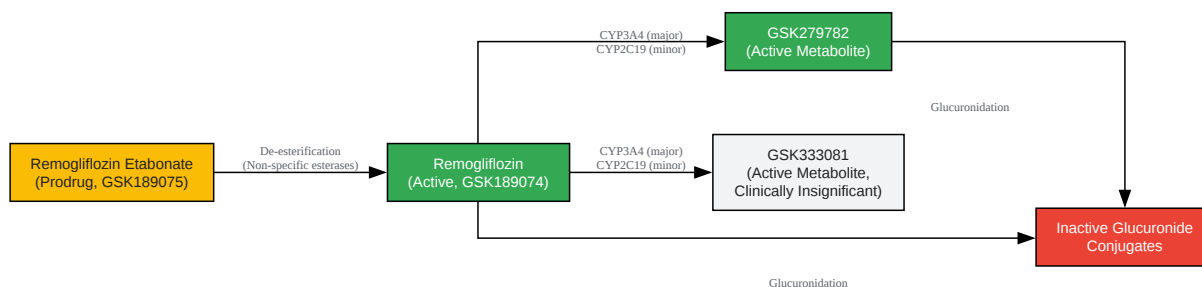 CYP3A4 (major)
CYP2C19 (minor)
GSK279782
(Active Metabolite)
Glucuronidation
Remogliflozin Etabonate
(Prodrug, GSK189075)
De-esterification
(Non-specific esterases)
Remogliflozin
(Active, GSK189074)
CYP3A4 (major)
CYP2C19 (minor)
GSK333081
(Active Metabolite,
Clinically Insignificant)
Inactive Glucuronide
Conjugates
Glucuronidation